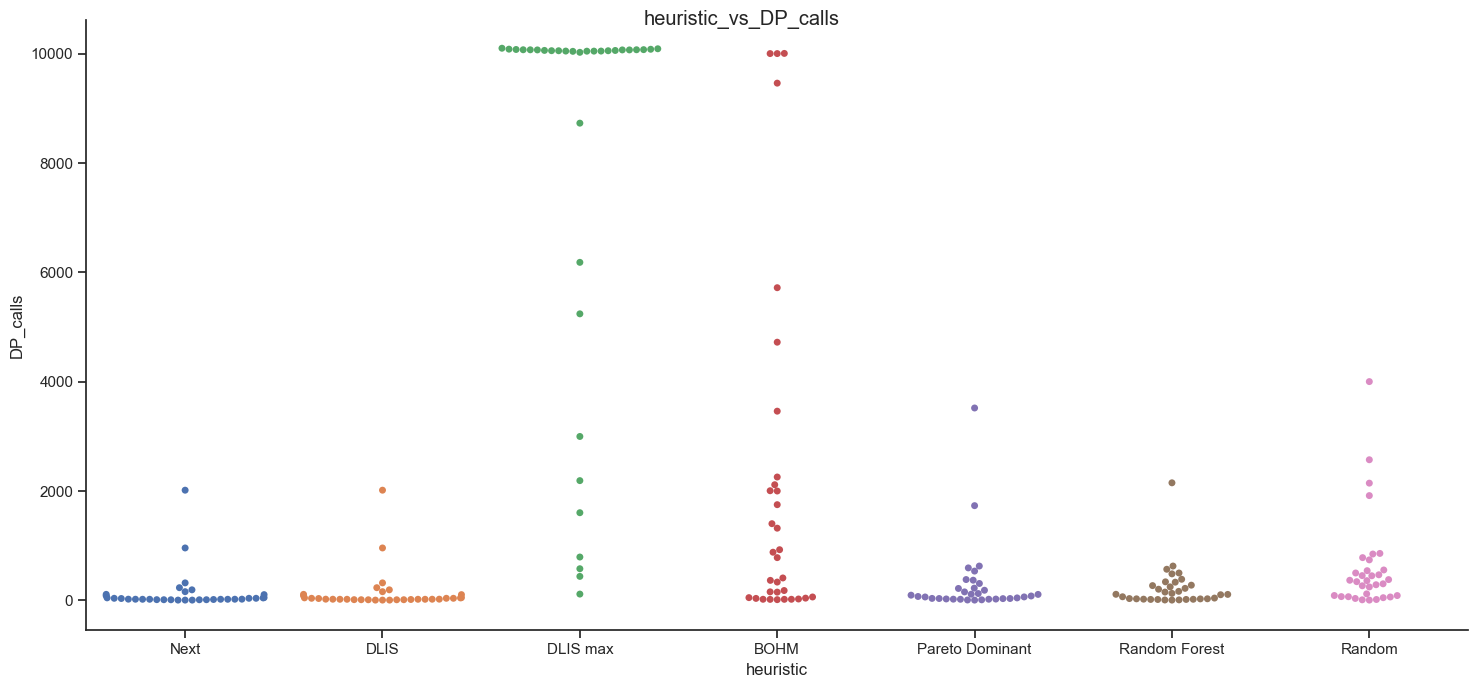 heuristic_vs_DP_calls
DP_calls
10000
8000
6000
4000
2000
0
Next DLIS DLIS max BOHM Pareto Dominant Random Forest Random
heuristic